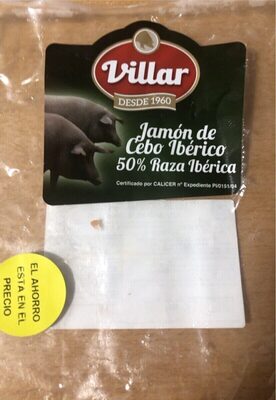 Villar
DESDE 1960
Jamón de
Cebo Ibérico
50% Raza Ibérica
Certificado por CALICER nº Expediente PI/0151/04
EL AHORRO
ESTA EN EL
PRECIO